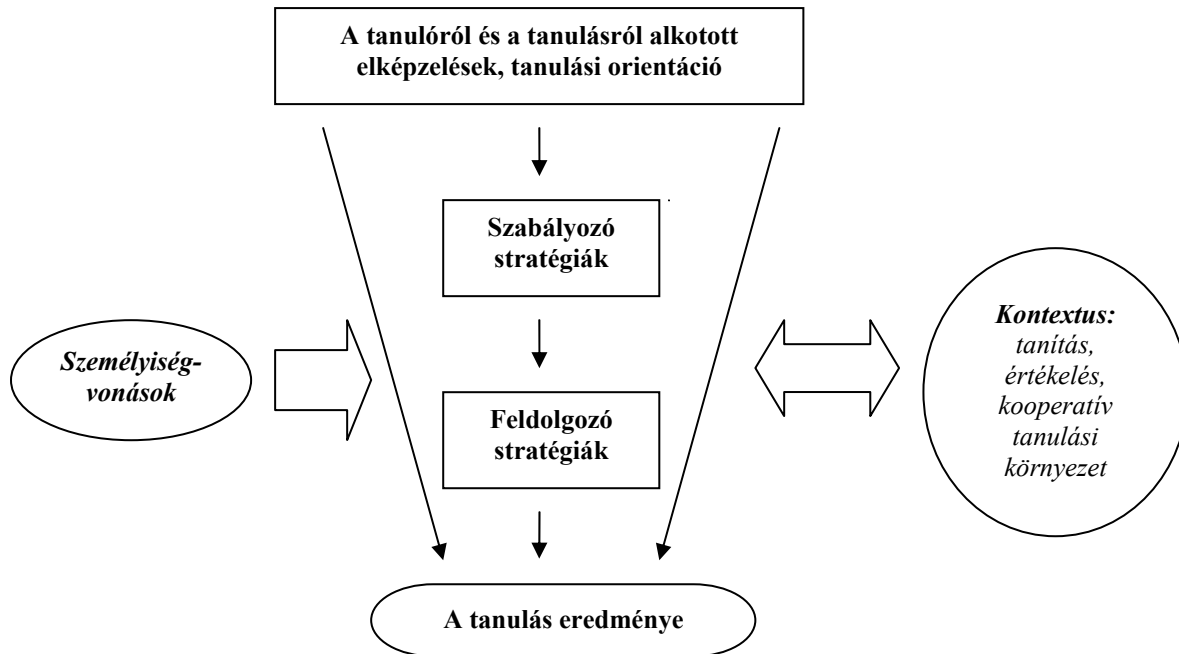 A tanulóról és a tanulásról alkotott
elképzelések, tanulási orientáció
Szabályozó
stratégiák
Személyiség-
vonások
Kontextus:
tanítás,
értékelés,
kooperatív
tanulási
környezet
Feldolgozó
stratégiák
A tanulás eredménye